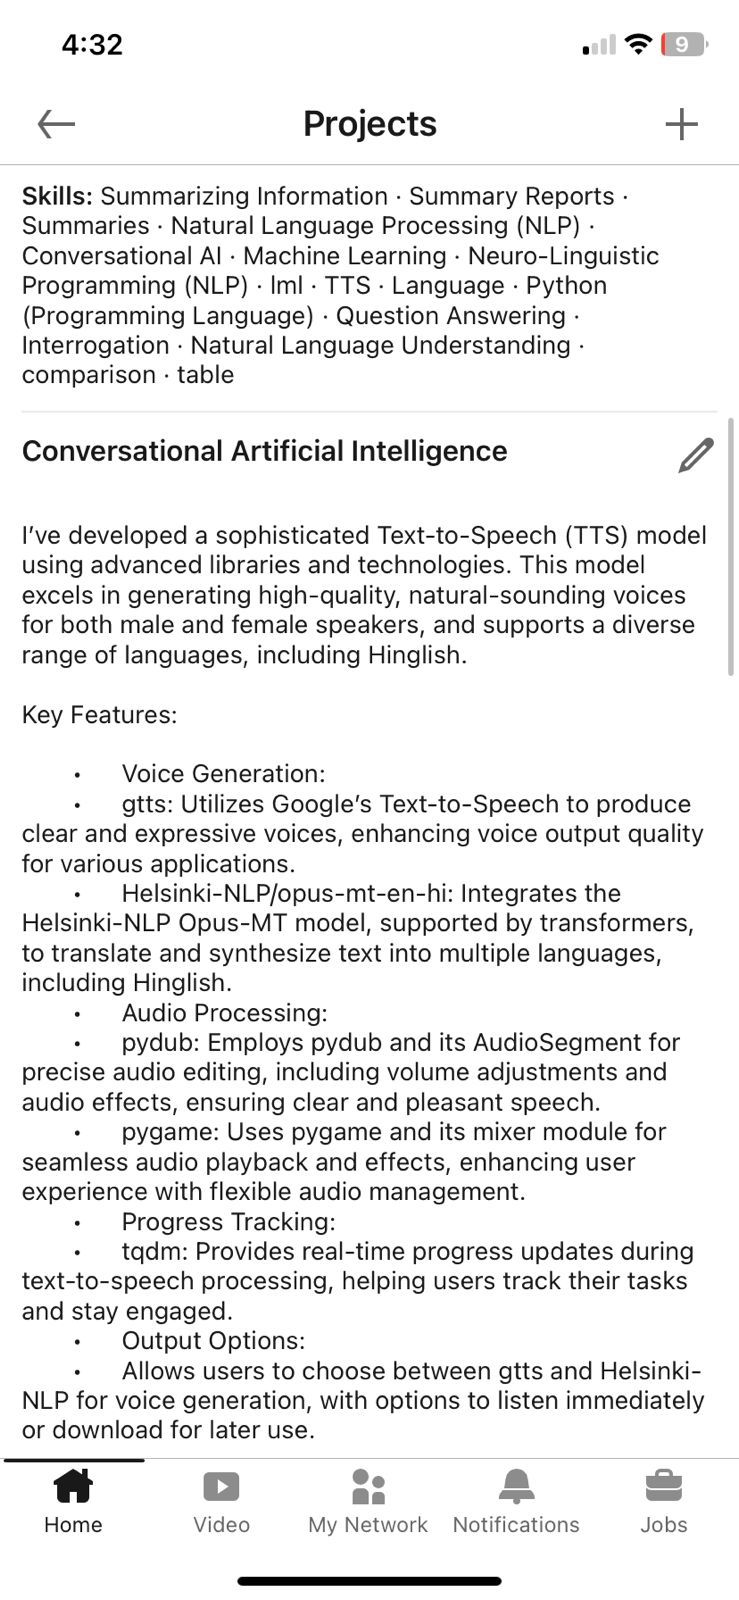 4:32
9
Projects
Skills: Summarizing Information · Summary Reports ·
Summaries · Natural Language Processing (NLP) ·
Conversational AI · Machine Learning · Neuro-Linguistic
Programming (NLP) · lml · TTS · Language · Python
(Programming Language) · Question Answering ·
Interrogation · Natural Language Understanding ·
comparison · table
Conversational Artificial Intelligence
I’ve developed a sophisticated Text-to-Speech (TTS) model
using advanced libraries and technologies. This model
excels in generating high-quality, natural-sounding voices
for both male and female speakers, and supports a diverse
range of languages, including Hinglish.
Key Features:
• Voice Generation:
• gtts: Utilizes Google’s Text-to-Speech to produce
clear and expressive voices, enhancing voice output quality
for various applications.
• Helsinki-NLP/opus-mt-en-hi: Integrates the
Helsinki-NLP Opus-MT model, supported by transformers,
to translate and synthesize text into multiple languages,
including Hinglish.
• Audio Processing:
• pydub: Employs pydub and its AudioSegment for
precise audio editing, including volume adjustments and
audio effects, ensuring clear and pleasant speech.
• pygame: Uses pygame and its mixer module for
seamless audio playback and effects, enhancing user
experience with flexible audio management.
• Progress Tracking:
• tqdm: Provides real-time progress updates during
text-to-speech processing, helping users track their tasks
and stay engaged.
• Output Options:
• Allows users to choose between gtts and Helsinki-
NLP for voice generation, with options to listen immediately
or download for later use.
Home Video My Network Notifications Jobs